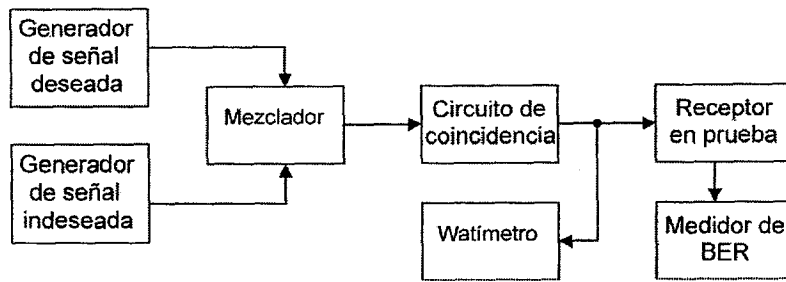 Generador
de señal
deseada
Mezclador
Circuito de
coincidencia
Receptor
en prueba
Generador
de señal
indeseada
Watímetro
Medidor de
BER